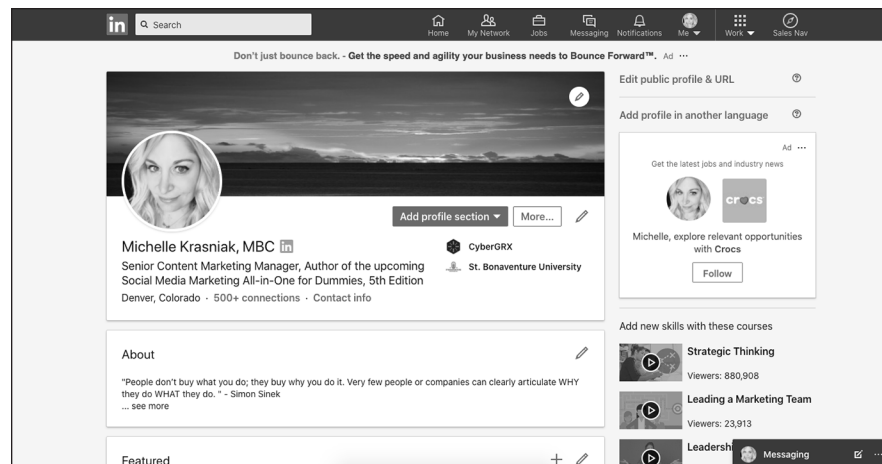 in Search
Home My Network Jobs Messaging Notifications Me Work Sales Nav
Don't just bounce back. - Get the speed and agility your business needs to Bounce Forward™. Ad ...
Edit public profile & URL
Add profile in another language
Ad ...
Get the latest jobs and industry news
crocs
Michelle, explore relevant opportunities
with Crocs
Follow
Add profile section More...
Michelle Krasniak, MBC in
Senior Content Marketing Manager, Author of the upcoming
Social Media Marketing All-in-One for Dummies, 5th Edition
Denver, Colorado · 500+ connections · Contact info
CyberGRX
St. Bonaventure University
About
"People don't buy what you do; they buy why you do it. Very few people or companies can clearly articulate WHY
they do WHAT they do. " - Simon Sinek
... see more
Featured
Add new skills with these courses
Strategic Thinking
Viewers: 880,908
Leading a Marketing Team
Viewers: 23,913
Leadershi
Messaging ...